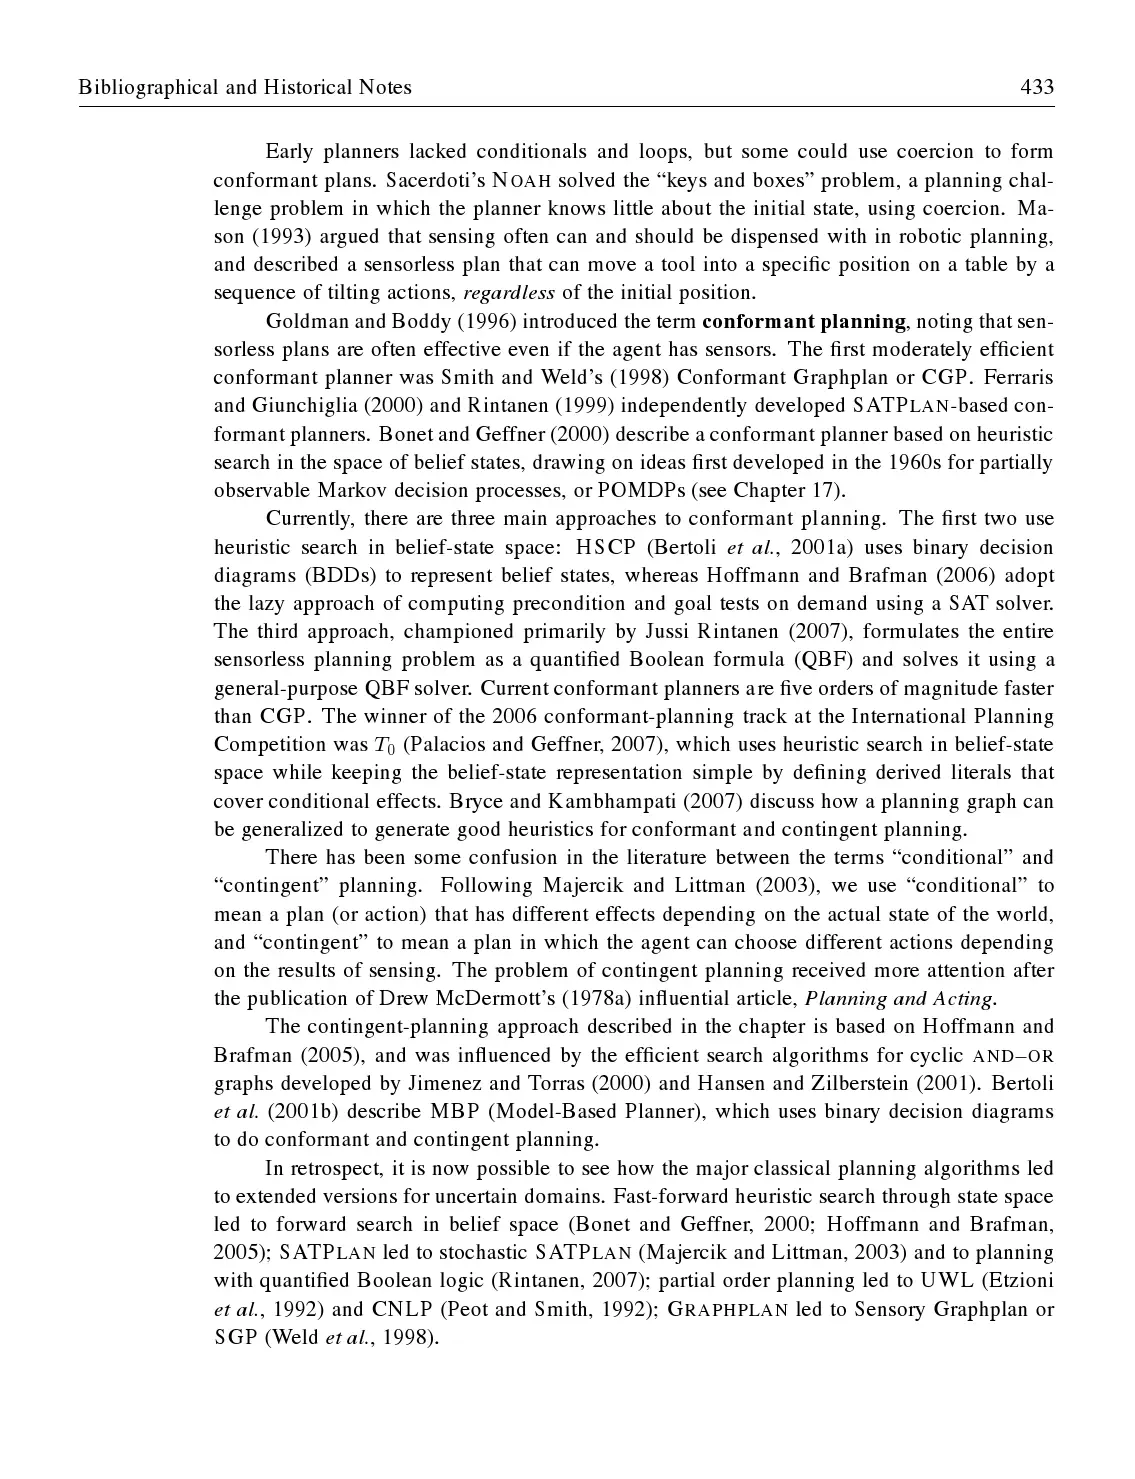 Bibliographical and Historical Notes 433
Early planners lacked conditionals and loops, but some could use coercion to form
conformant plans. Sacerdoti's NOAH solved the “keys and boxes” problem, a planning chal-
lenge problem in which the planner knows little about the initial state, using coercion. Ma-
son (1993) argued that sensing often can and should be dispensed with in robotic planning,
and described a sensorless plan that can move a tool into a specific position on a table by a
sequence of tilting actions, regardless of the initial position.
Goldman and Boddy (1996) introduced the term conformant planning, noting that sen-
sorless plans are often effective even if the agent has sensors. The first moderately efficient
conformant planner was Smith and Weld's (1998) Conformant Graphplan or CGP. Ferraris
and Giunchiglia (2000) and Rintanen (1999) independently developed SATPLAN-based con-
formant planners. Bonet and Geffner (2000) describe a conformant planner based on heuristic
search in the space of belief states, drawing on ideas first developed in the 1960s for partially
observable Markov decision processes, or POMDPs (see Chapter 17).
Currently, there are three main approaches to conformant planning. The first two use
heuristic search in belief-state space: HSCP (Bertoli et al., 2001a) uses binary decision
diagrams (BDDs) to represent belief states, whereas Hoffmann and Brafman (2006) adopt
the lazy approach of computing precondition and goal tests on demand using a SAT solver.
The third approach, championed primarily by Jussi Rintanen (2007), formulates the entire
sensorless planning problem as a quantified Boolean formula (QBF) and solves it using a
general-purpose QBF solver. Current conformant planners are five orders of magnitude faster
than CGP. The winner of the 2006 conformant-planning track at the International Planning
Competition was T0 (Palacios and Geffner, 2007), which uses heuristic search in belief-state
space while keeping the belief-state representation simple by defining derived literals that
cover conditional effects. Bryce and Kambhampati (2007) discuss how a planning graph can
be generalized to generate good heuristics for conformant and contingent planning.
There has been some confusion in the literature between the terms “conditional” and
“contingent” planning. Following Majercik and Littman (2003), we use “conditional” to
mean a plan (or action) that has different effects depending on the actual state of the world,
and “contingent” to mean a plan in which the agent can choose different actions depending
on the results of sensing. The problem of contingent planning received more attention after
the publication of Drew McDermott's (1978a) influential article, Planning and Acting.
The contingent-planning approach described in the chapter is based on Hoffmann and
Brafman (2005), and was influenced by the efficient search algorithms for cyclic AND–OR
graphs developed by Jimenez and Torras (2000) and Hansen and Zilberstein (2001). Bertoli
et al. (2001b) describe MBP (Model-Based Planner), which uses binary decision diagrams
to do conformant and contingent planning.
In retrospect, it is now possible to see how the major classical planning algorithms led
to extended versions for uncertain domains. Fast-forward heuristic search through state space
led to forward search in belief space (Bonet and Geffner, 2000; Hoffmann and Brafman,
2005); SATPLAN led to stochastic SATPLAN (Majercik and Littman, 2003) and to planning
with quantified Boolean logic (Rintanen, 2007); partial order planning led to UWL (Etzioni
et al., 1992) and CNLP (Peot and Smith, 1992); GRAPHPLAN led to Sensory Graphplan or
SGP (Weld et al., 1998).